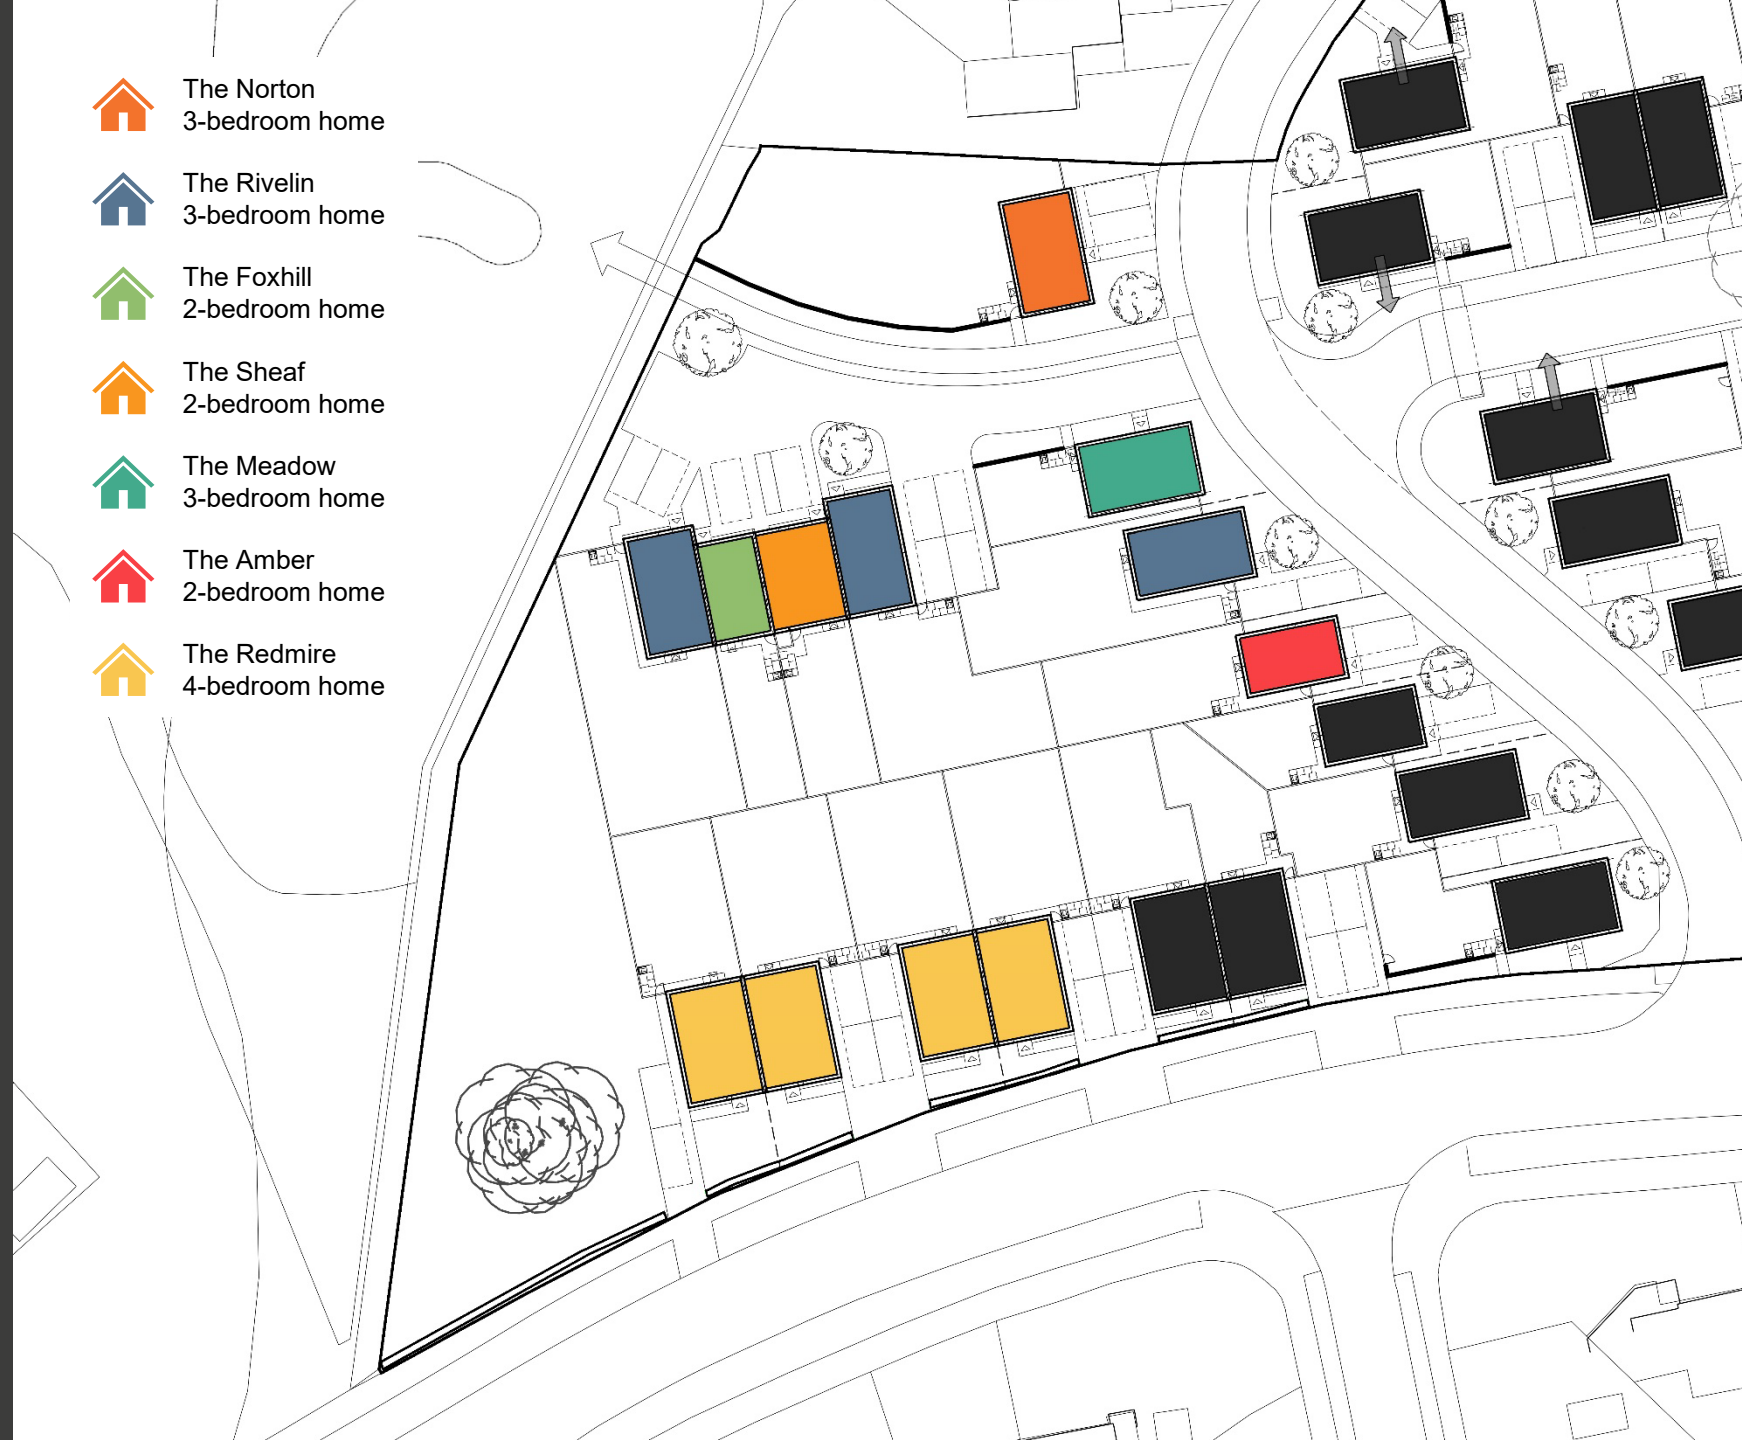 The Norton
3-bedroom home
The Rivelin
3-bedroom home
The Foxhill
2-bedroom home
The Sheaf
2-bedroom home
The Meadow
3-bedroom home
The Amber
2-bedroom home
The Redmire
4-bedroom home